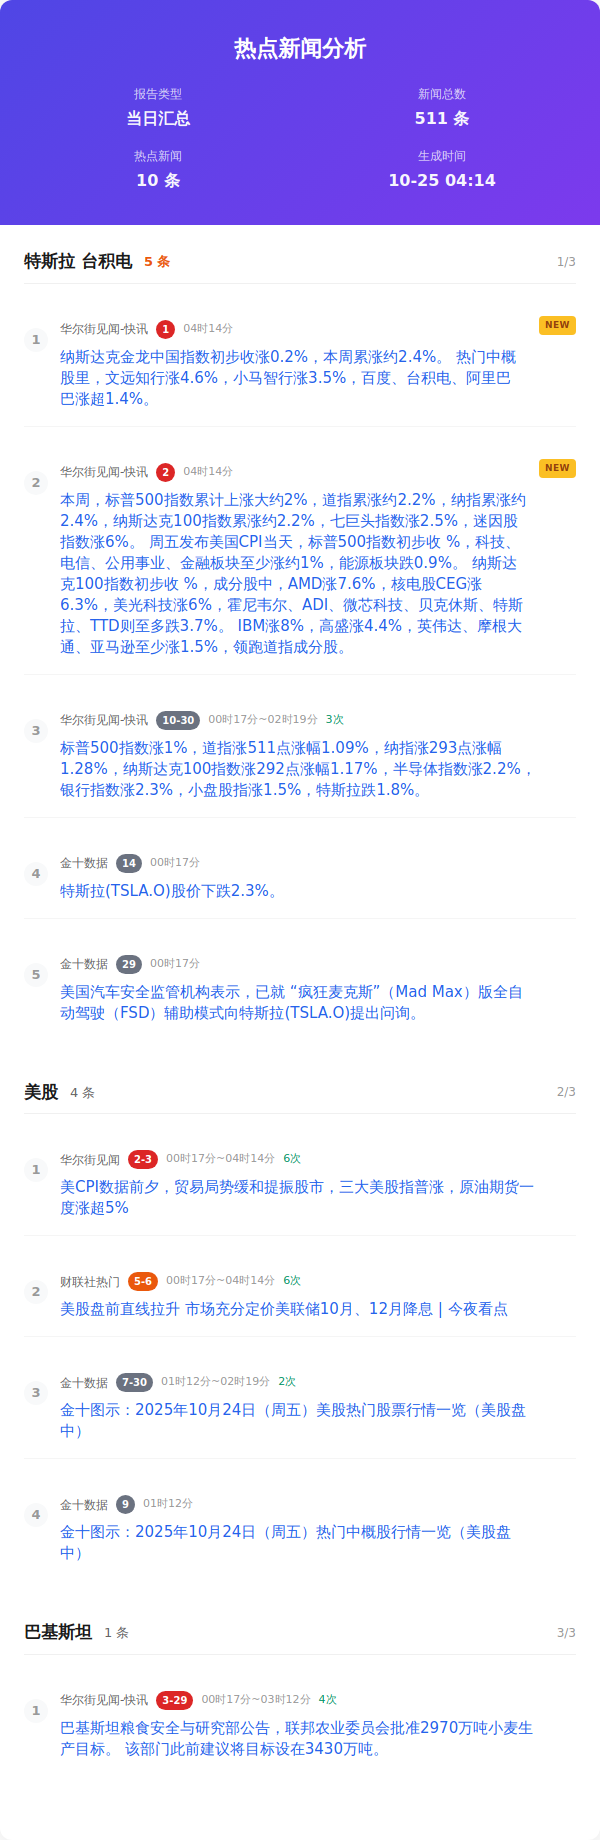 热点新闻分析
报告类型
当日汇总
新闻总数
511 条
热点新闻
10 条
生成时间
10-25 04:14
特斯拉 台积电 5 条 1/3
1
华尔街见闻-快讯 1 04时14分 NEW
纳斯达克金龙中国指数初步收涨0.2%，本周累涨约2.4%。 热门中概
股里，文远知行涨4.6%，小马智行涨3.5%，百度、台积电、阿里巴
巴涨超1.4%。
2
华尔街见闻-快讯 2 04时14分 NEW
本周，标普500指数累计上涨大约2%，道指累涨约2.2%，纳指累涨约
2.4%，纳斯达克100指数累涨约2.2%，七巨头指数涨2.5%，迷因股
指数涨6%。 周五发布美国CPI当天，标普500指数初步收 %，科技、
电信、公用事业、金融板块至少涨约1%，能源板块跌0.9%。 纳斯达
克100指数初步收 %，成分股中，AMD涨7.6%，核电股CEG涨
6.3%，美光科技涨6%，霍尼韦尔、ADI、微芯科技、贝克休斯、特斯
拉、TTD则至多跌3.7%。 IBM涨8%，高盛涨4.4%，英伟达、摩根大
通、亚马逊至少涨1.5%，领跑道指成分股。
3
华尔街见闻-快讯 10-30 00时17分~02时19分 3次
标普500指数涨1%，道指涨511点涨幅1.09%，纳指涨293点涨幅
1.28%，纳斯达克100指数涨292点涨幅1.17%，半导体指数涨2.2%，
银行指数涨2.3%，小盘股指涨1.5%，特斯拉跌1.8%。
4
金十数据 14 00时17分
特斯拉(TSLA.O)股价下跌2.3%。
5
金十数据 29 00时17分
美国汽车安全监管机构表示，已就 “疯狂麦克斯”（Mad Max）版全自
动驾驶（FSD）辅助模式向特斯拉(TSLA.O)提出问询。
美股 4 条 2/3
1
华尔街见闻 2-3 00时17分~04时14分 6次
美CPI数据前夕，贸易局势缓和提振股市，三大美股指普涨，原油期货一
度涨超5%
2
财联社热门 5-6 00时17分~04时14分 6次
美股盘前直线拉升 市场充分定价美联储10月、12月降息 | 今夜看点
3
金十数据 7-30 01时12分~02时19分 2次
金十图示：2025年10月24日（周五）美股热门股票行情一览（美股盘
中）
4
金十数据 9 01时12分
金十图示：2025年10月24日（周五）热门中概股行情一览（美股盘
中）
巴基斯坦 1 条 3/3
1
华尔街见闻-快讯 3-29 00时17分~03时12分 4次
巴基斯坦粮食安全与研究部公告，联邦农业委员会批准2970万吨小麦生
产目标。 该部门此前建议将目标设在3430万吨。